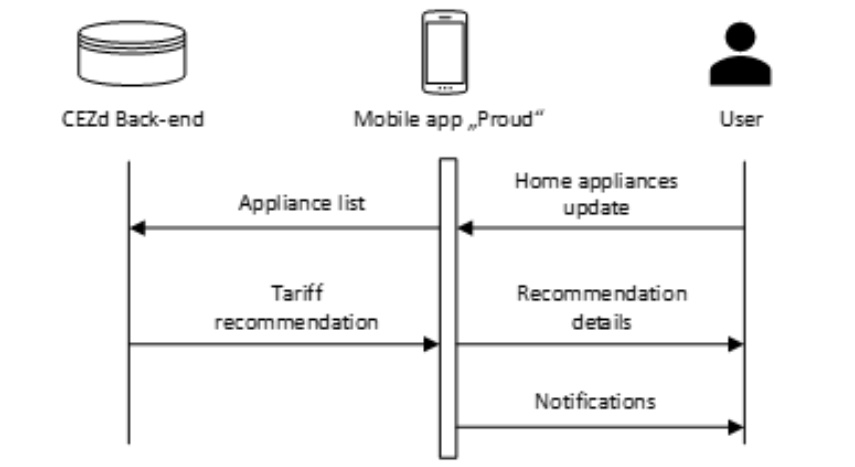 CEZd Back-end
Mobile app „Proud“
User
Appliance list
Home appliances
update
Tariff
recommendation
Recommendation
details
Notifications